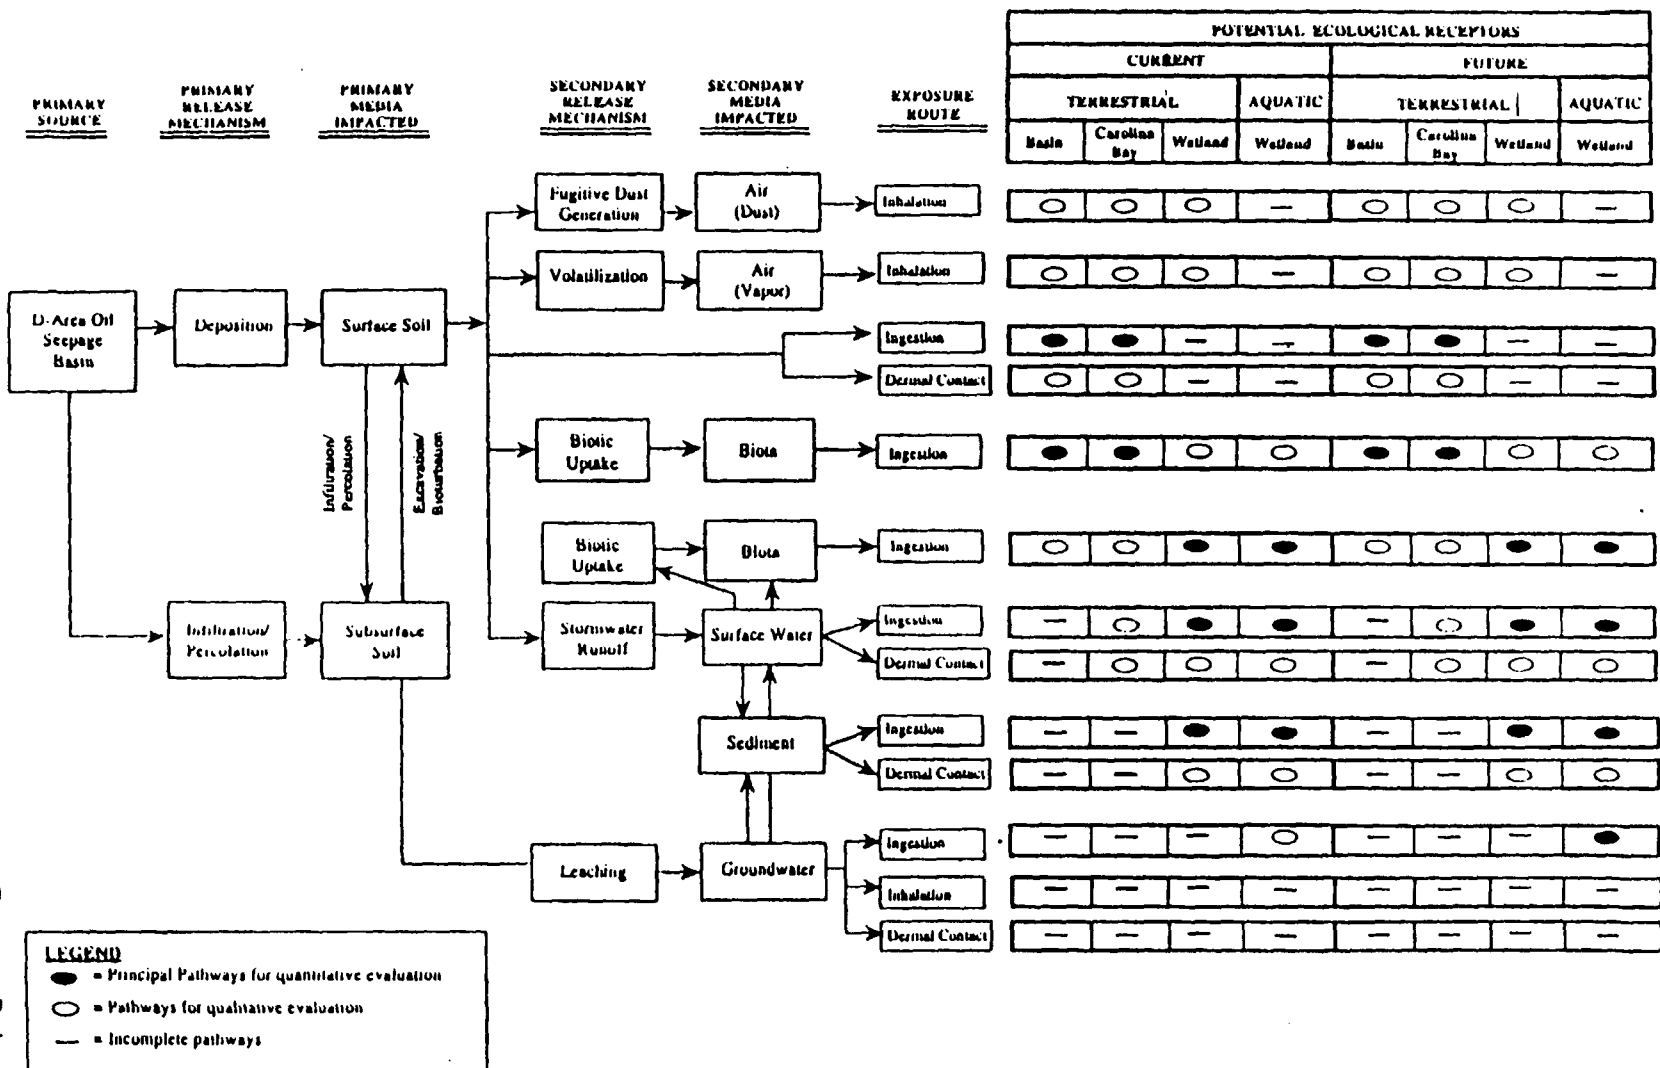 POTENTIAL ECOLOGICAL RECEPTORS
CURRENT
FUTURE
TERRESTRIAL
AQUATIC
TERRESTRIAL
AQUATIC
Basin
Carolina
Bay
Wetland
Wetland
Basin
Carolina
Bay
Wetland
Wetland
PRIMARY
SOURCE
PRIMARY
RELEASE
MECHANISM
PRIMARY
MEDIA
IMPACTED
SECONDARY
RELEASE
MECHANISM
SECONDARY
MEDIA
IMPACTED
EXPOSURE
ROUTE
Fugitive Dust
Generation
Air
(Dust)
Inhalation
Volatilization
Air
(Vapor)
Inhalation
D-Area Oil
Seepage
Basin
Deposition
Surface Soil
Ingestion
Dermal Contact
Infiltration/
Percolation
Excavation/
Bioturbation
Biotic
Uptake
Biota
Ingestion
Biotic
Uptake
Biota
Ingestion
Infiltration/
Percolation
Subsurface
Soil
Stormwater
Runoff
Surface Water
Ingestion
Dermal Contact
Sediment
Ingestion
Dermal Contact
Leaching
Groundwater
Ingestion
Inhalation
Dermal Contact
LEGEND
= Principal Pathways for quantitative evaluation
= Pathways for qualitative evaluation
= Incomplete pathways